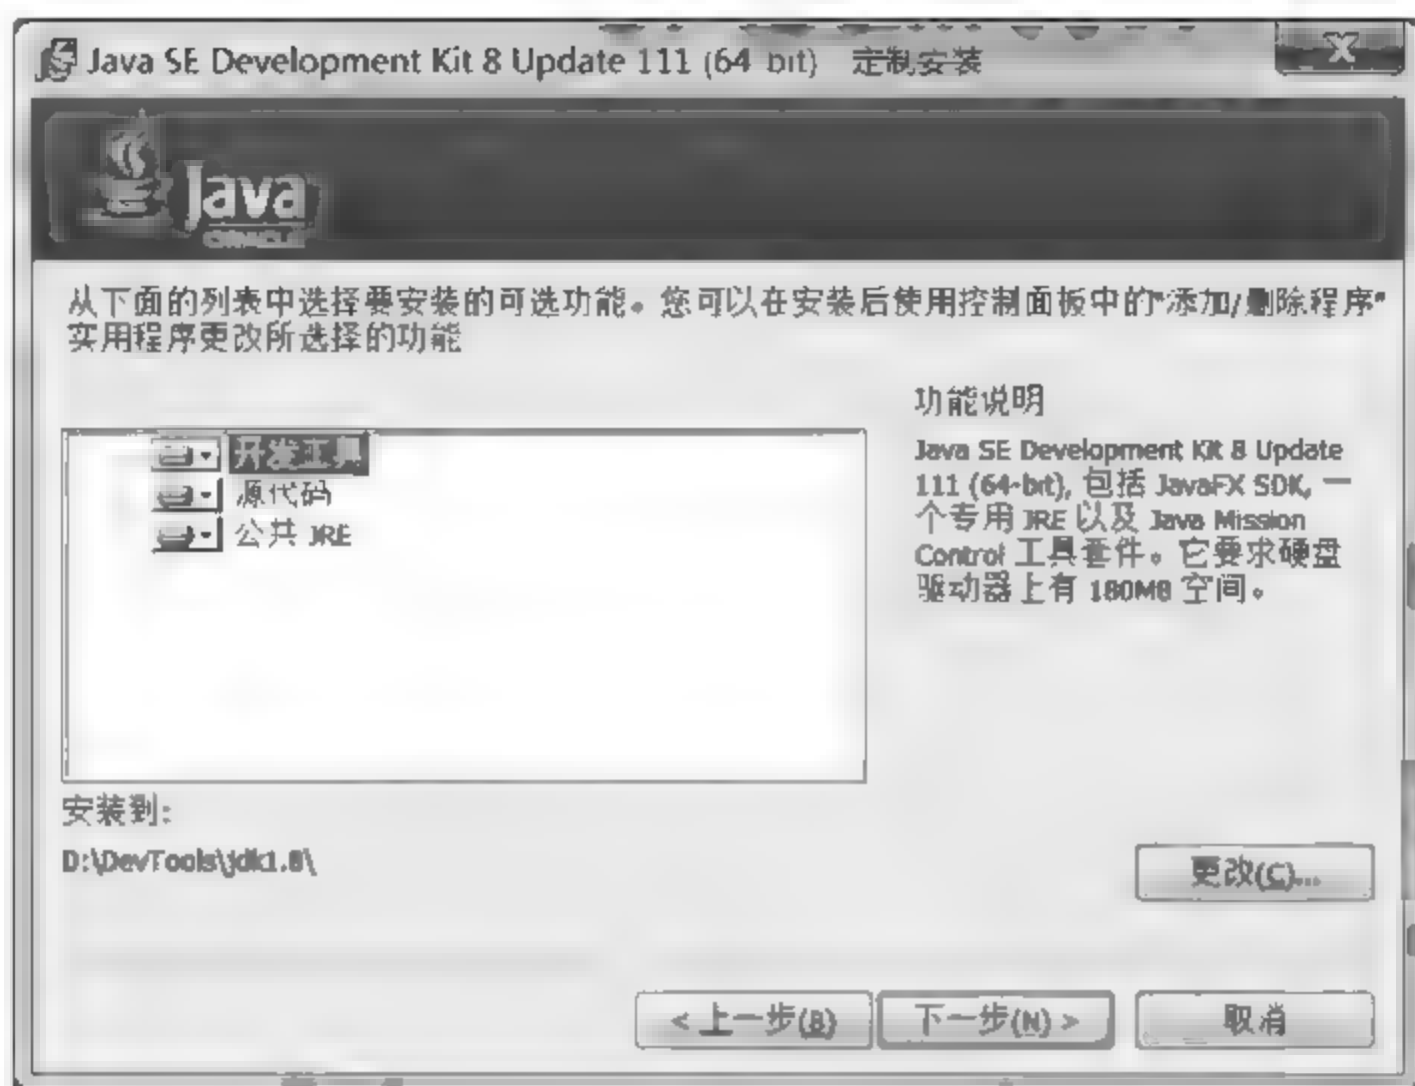 Java SE Development Kit 8 Update 111 (64-bit) 定制安装
Java
ORACLE
从下面的列表中选择要安装的可选功能。您可以在安装后使用控制面板中的"添加/删除程序"
实用程序更改所选择的功能
开发工具
源代码
公共 JRE
功能说明
Java SE Development Kit 8 Update
111 (64-bit), 包括 JavaFX SDK, 一
个专用 JRE 以及 Java Mission
Control 工具套件。它要求硬盘
驱动器上有 180MB 空间。
安装到:
D:\DevTools\jdk1.8\
更改(C)...
< 上一步(B)
下一步(N) >
取消